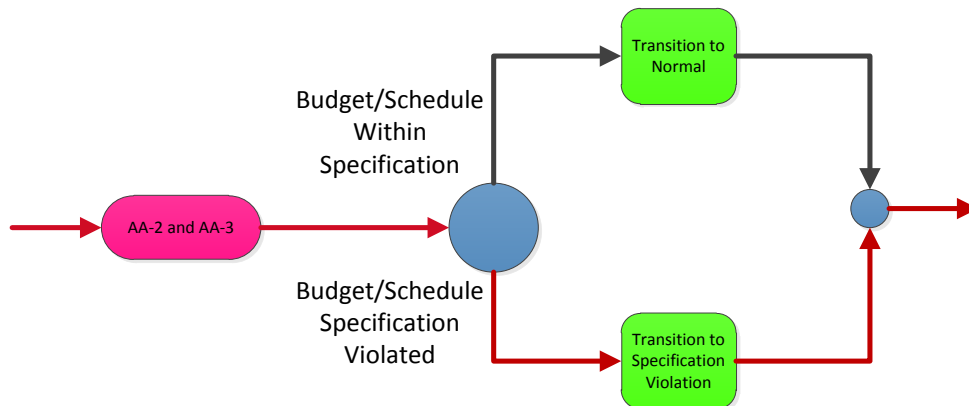 Transition to
Normal
Budget/Schedule
Within
Specification
AA-2 and AA-3
Budget/Schedule
Specification
Violated
Transition to
Specification
Violation